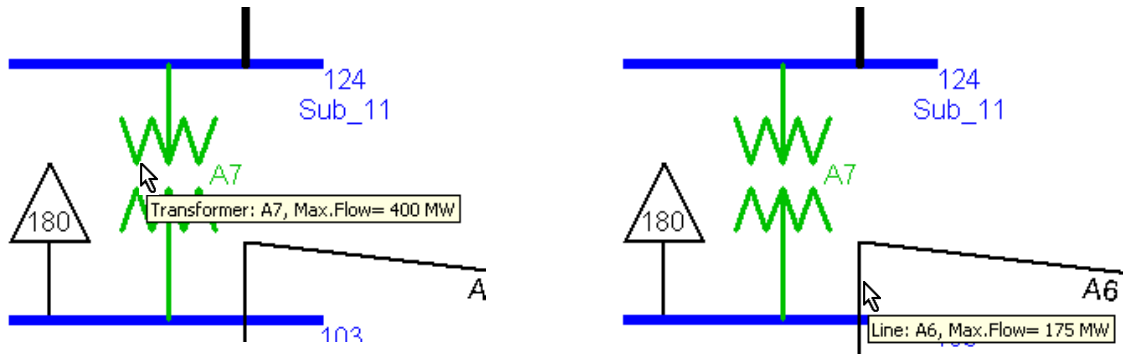 124
Sub_11
A7
Transformer: A7, Max.Flow= 400 MW
180
A
103
124
Sub_11
A7
180
A6
Line: A6, Max.Flow= 175 MW